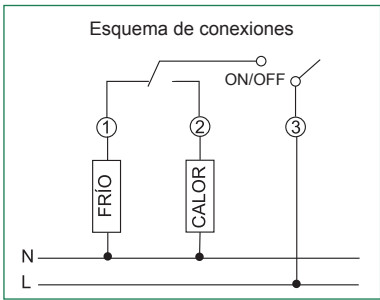 Esquema de conexiones
ON/OFF
1 2 3
FRÍO
CALOR
N
L